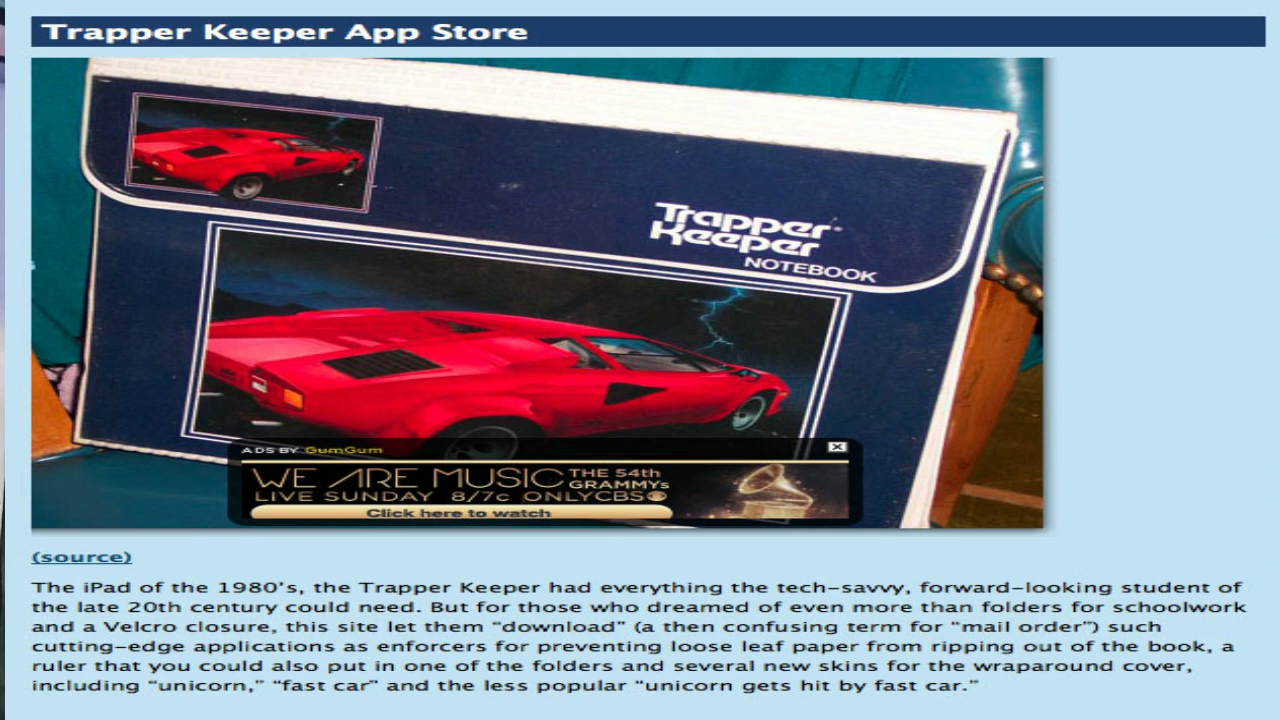 Trapper Keeper App Store
Trapper
Keeper
NOTEBOOK
ADS BY GumGum
WE ARE MUSIC THE 54th
GRAMMYs
LIVE SUNDAY 8/7c ONLYCBS
Click here to watch
(source)
The iPad of the 1980’s, the Trapper Keeper had everything the tech-savvy, forward-looking student of
the late 20th century could need. But for those who dreamed of even more than folders for schoolwork
and a Velcro closure, this site let them “download” (a then confusing term for “mail order”) such
cutting-edge applications as enforcers for preventing loose leaf paper from ripping out of the book, a
ruler that you could also put in one of the folders and several new skins for the wraparound cover,
including “unicorn,” “fast car” and the less popular “unicorn gets hit by fast car.”